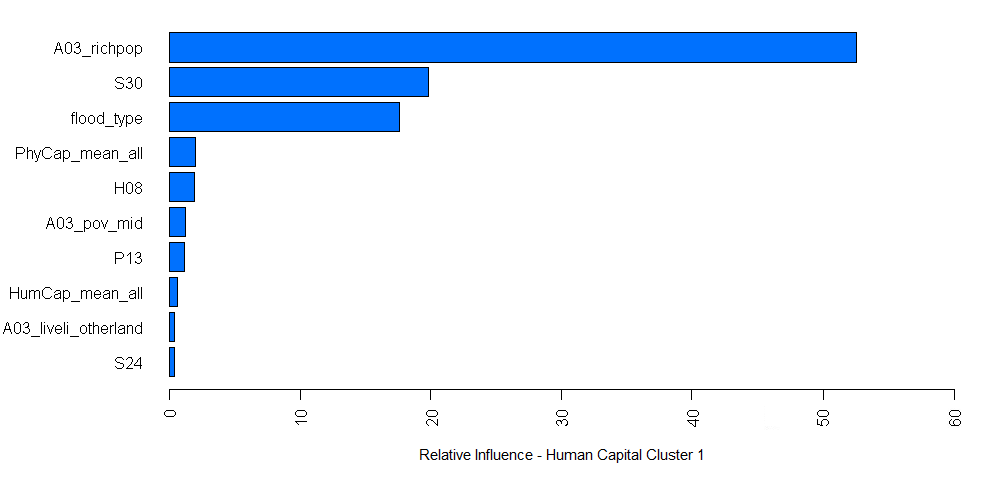 A03_richpop
S30
flood_type
PhyCap_mean_all
H08
A03_pov_mid
P13
HumCap_mean_all
A03_liveli_otherland
S24
0 10 20 30 40 50 60
Relative Influence - Human Capital Cluster 1